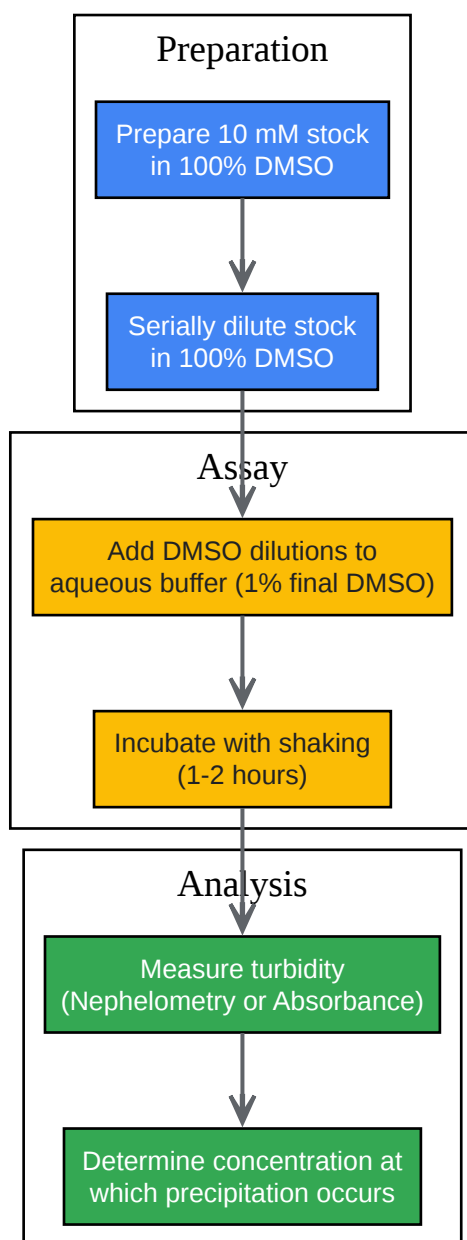 Preparation
Prepare 10 mM stock
in 100% DMSO
Serially dilute stock
in 100% DMSO
Assay
Add DMSO dilutions to
aqueous buffer (1% final DMSO)
Incubate with shaking
(1-2 hours)
Analysis
Measure turbidity
(Nephelometry or Absorbance)
Determine concentration at
which precipitation occurs